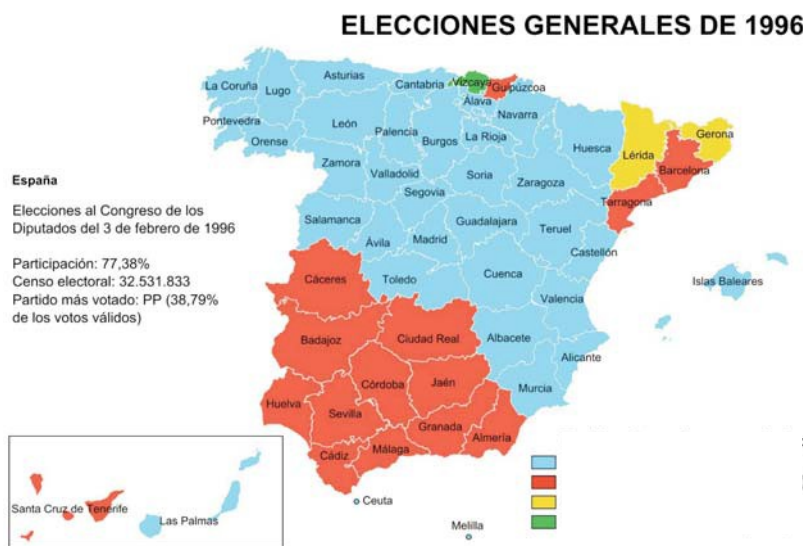 ELECCIONES GENERALES DE 1996
España
Elecciones al Congreso de los
Diputados del 3 de febrero de 1996
Participación: 77,38%
Censo electoral: 32.531.833
Partido más votado: PP (38,79%
de los votos válidos)
La Coruña
Lugo
Asturias
Cantabria
Vizcaya
Guipúzcoa
Álava
Navarra
Pontevedra
Orense
León
Palencia
Burgos
La Rioja
Huesca
Lérida
Gerona
Barcelona
Tarragona
Zamora
Valladolid
Segovia
Soria
Zaragoza
Salamanca
Ávila
Madrid
Guadalajara
Teruel
Castellón
Cáceres
Toledo
Cuenca
Valencia
Islas Baleares
Badajoz
Ciudad Real
Albacete
Alicante
Huelva
Sevilla
Córdoba
Jaén
Murcia
Cádiz
Málaga
Granada
Almería
Ceuta
Melilla
Santa Cruz de Tenerife
Las Palmas